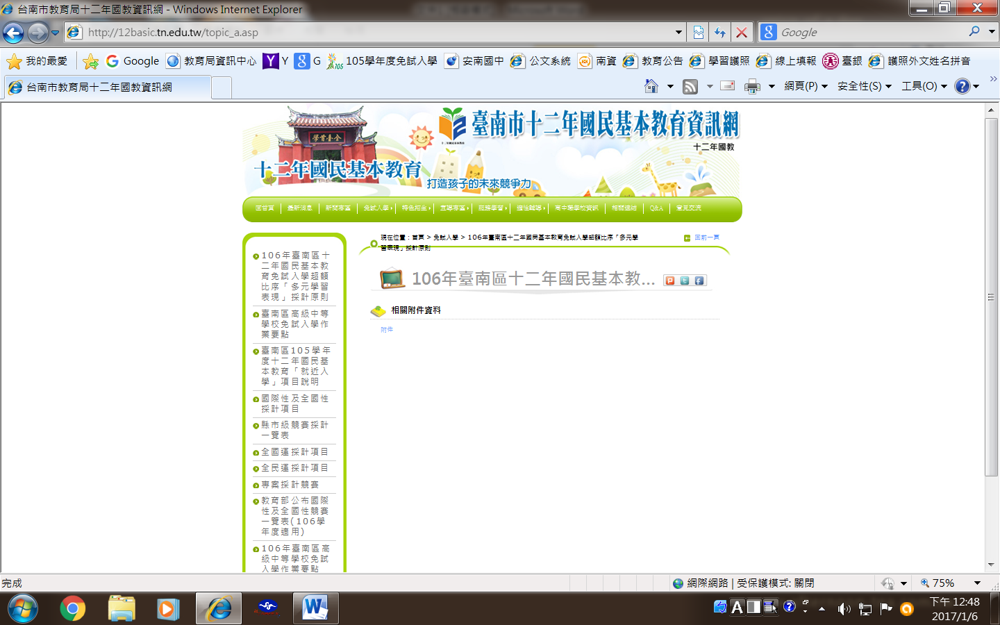 台南市教育局十二年國教資訊網 - Windows Internet Explorer
http://12basic.tn.edu.tw/topic_a.asp
Google
我的最愛
Google
教育局資訊中心
Y
G
105學年度免試入學
安南國中
公文系統
南資
教育公告
學習護照
線上填報
臺銀
護照外文姓名拼音
台南市教育局十二年國教資訊網
網頁(P)
安全性(S)
工具(O)
全臺首學
臺南市十二年國民基本教育資訊網
十二年國教
十二年國民基本教育
打造孩子的未來競爭力
回首頁
最新消息
新聞專區
免試入學
特色招生
宣導專區
服務學習
適性輔導
高中職學校資訊
相關連結
Q&A
意見交流
106年臺南區十
二年國民基本教
育免試入學超額
比序「多元學習
表現」採計原則
臺南區高級中等
學校免試入學作
業要點
臺南區105學年
度十二年國民基
本教育「就近入
學」項目說明
國際性及全國性
採計項目
縣市級競賽採計
一覽表
全國運採計項目
全民運採計項目
專案採計競賽
教育部公布國際
性及全國性競賽
一覽表(106學
年度適用)
106年臺南區高
級中等學校免試
入學作業要點
現在位置：首頁 > 免試入學 > 106年臺南區十二年國民基本教育免試入學超額比序「多元學
習表現」採計原則
回前一頁
106年臺南區十二年國民基本教...
相關附件資料
附件
完成
網際網路 | 受保護模式: 關閉
75%
下午 12:48
2017/1/6